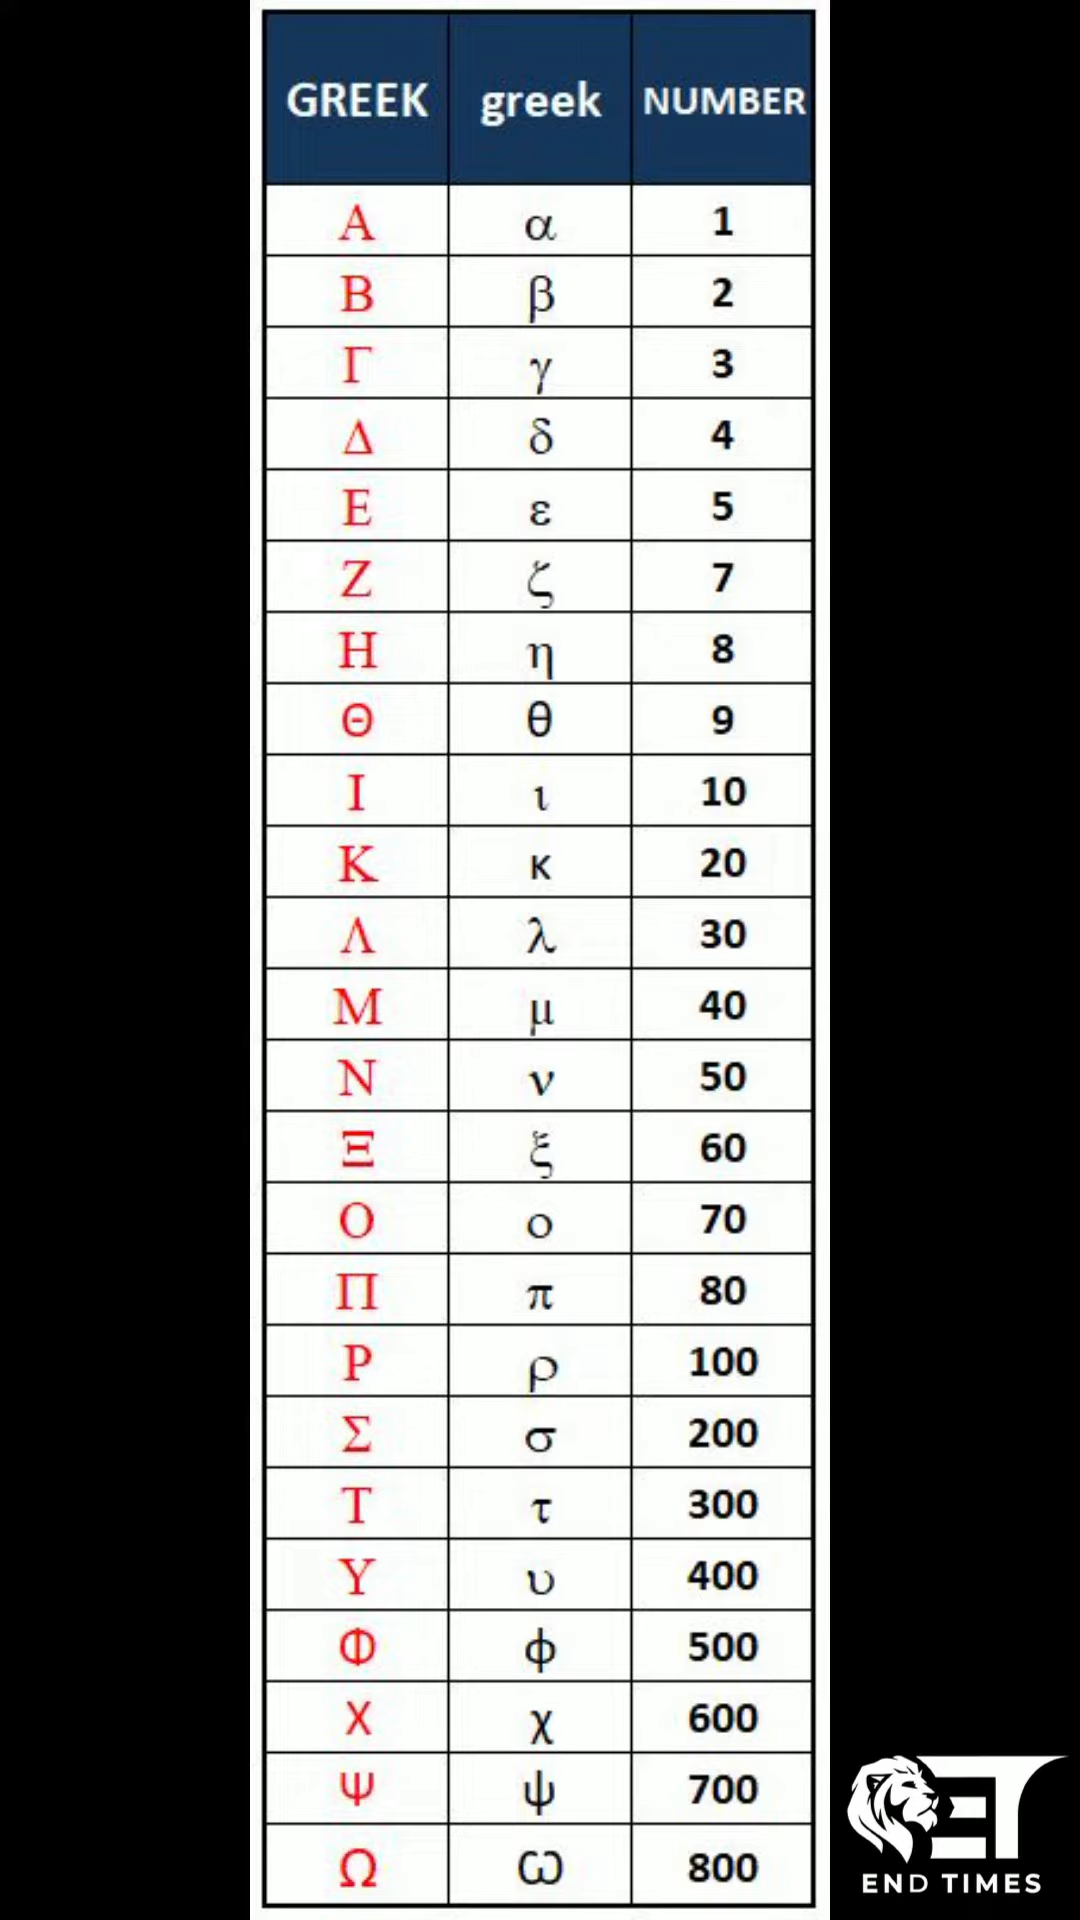 GREEK greek NUMBER
Α α 1
Β β 2
Γ γ 3
Δ δ 4
Ε ε 5
Ζ ζ 7
Η η 8
Θ θ 9
Ι ι 10
Κ κ 20
Λ λ 30
Μ μ 40
Ν ν 50
Ξ ξ 60
Ο ο 70
Π π 80
Ρ ρ 100
Σ σ 200
Τ τ 300
Υ υ 400
Φ φ 500
Χ χ 600
Ψ ψ 700
Ω ω 800
ET
END TIMES